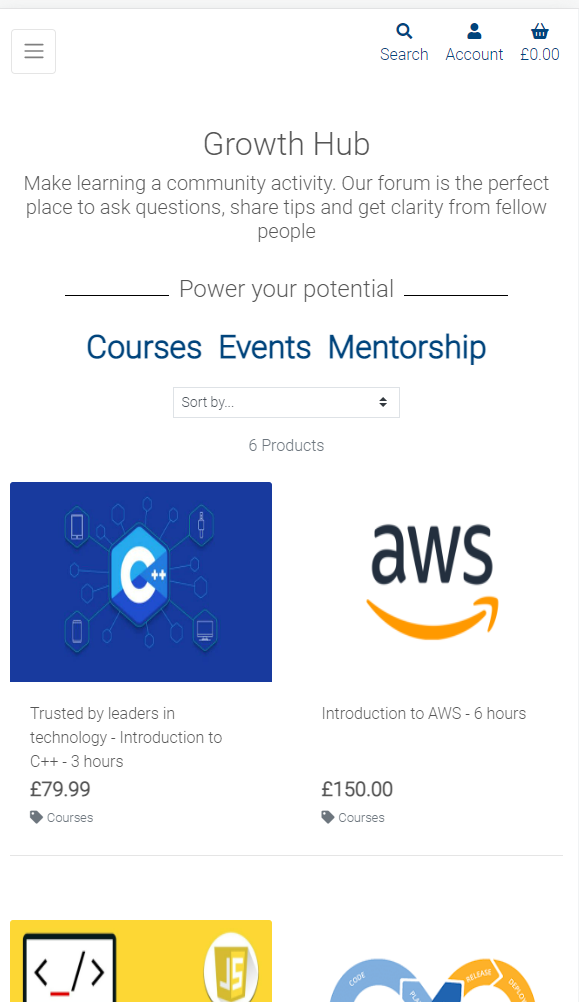 Search Account £0.00
Growth Hub
Make learning a community activity. Our forum is the perfect
place to ask questions, share tips and get clarity from fellow
people
Power your potential
Courses Events Mentorship
Sort by...
6 Products
C++
aws
Trusted by leaders in
technology - Introduction to
C++ - 3 hours
£79.99
Courses
Introduction to AWS - 6 hours
£150.00
Courses
</>
JS
CODE
RELEASE